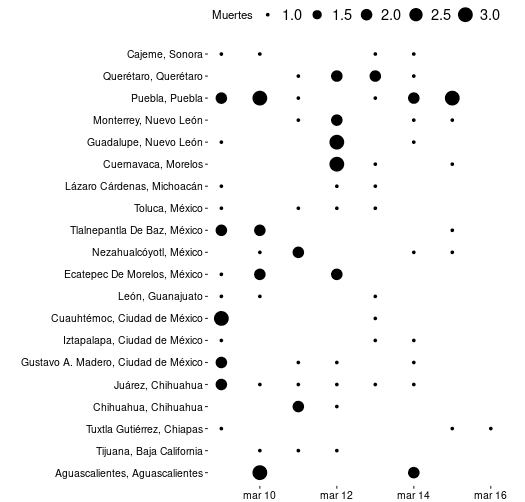 Muertes 1.0 1.5 2.0 2.5 3.0
Cajeme, Sonora
Querétaro, Querétaro
Puebla, Puebla
Monterrey, Nuevo León
Guadalupe, Nuevo León
Cuernavaca, Morelos
Lázaro Cárdenas, Michoacán
Toluca, México
Tlalnepantla De Baz, México
Nezahualcóyotl, México
Ecatepec De Morelos, México
León, Guanajuato
Cuauhtémoc, Ciudad de México
Iztapalapa, Ciudad de México
Gustavo A. Madero, Ciudad de México
Juárez, Chihuahua
Chihuahua, Chihuahua
Tuxtla Gutiérrez, Chiapas
Tijuana, Baja California
Aguascalientes, Aguascalientes
mar 10 mar 12 mar 14 mar 16